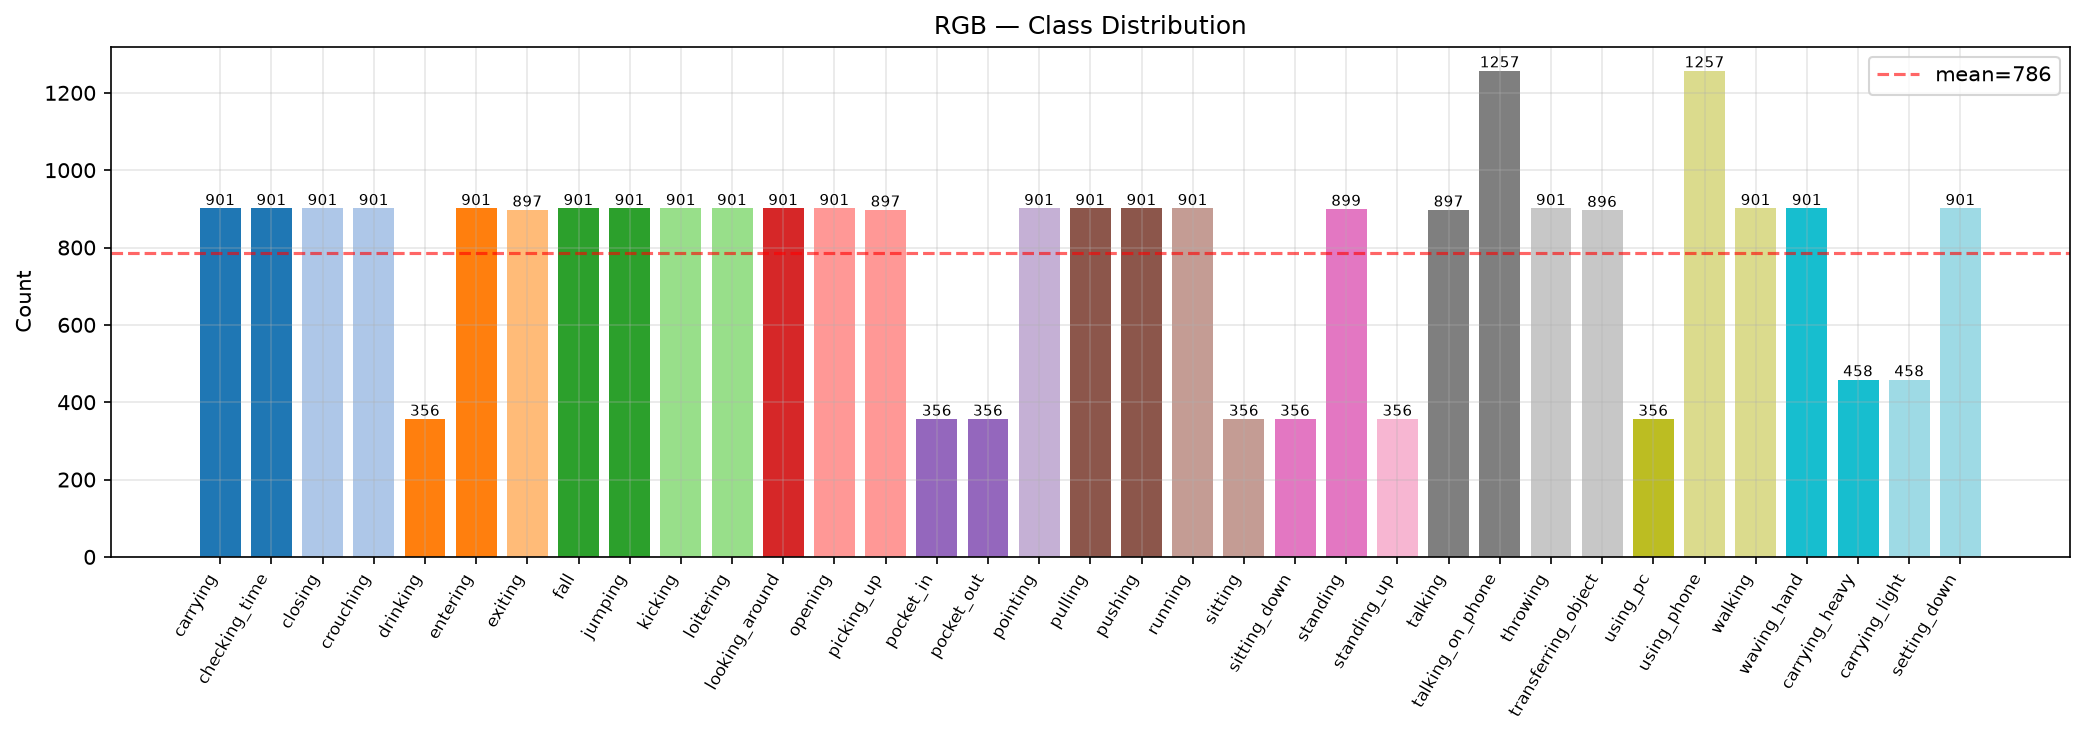 RGB — Class Distribution
mean=786
Count
1200
1000
800
600
400
200
0
901 901 901 901 356 901 897 901 901 901 901 901 901 897 356 356 901 901 901 901 356 356 899 356 897 1257 901 896 356 1257 901 901 458 458 901
carrying
checking_time
closing
crouching
drinking
entering
exiting
fall
jumping
kicking
loitering
looking_around
opening
picking_up
pocket_in
pocket_out
pointing
pulling
pushing
running
sitting
sitting_down
standing
standing_up
talking
talking_on_phone
throwing
transferring_object
using_pc
using_phone
walking
waving_hand
carrying_heavy
carrying_light
setting_down